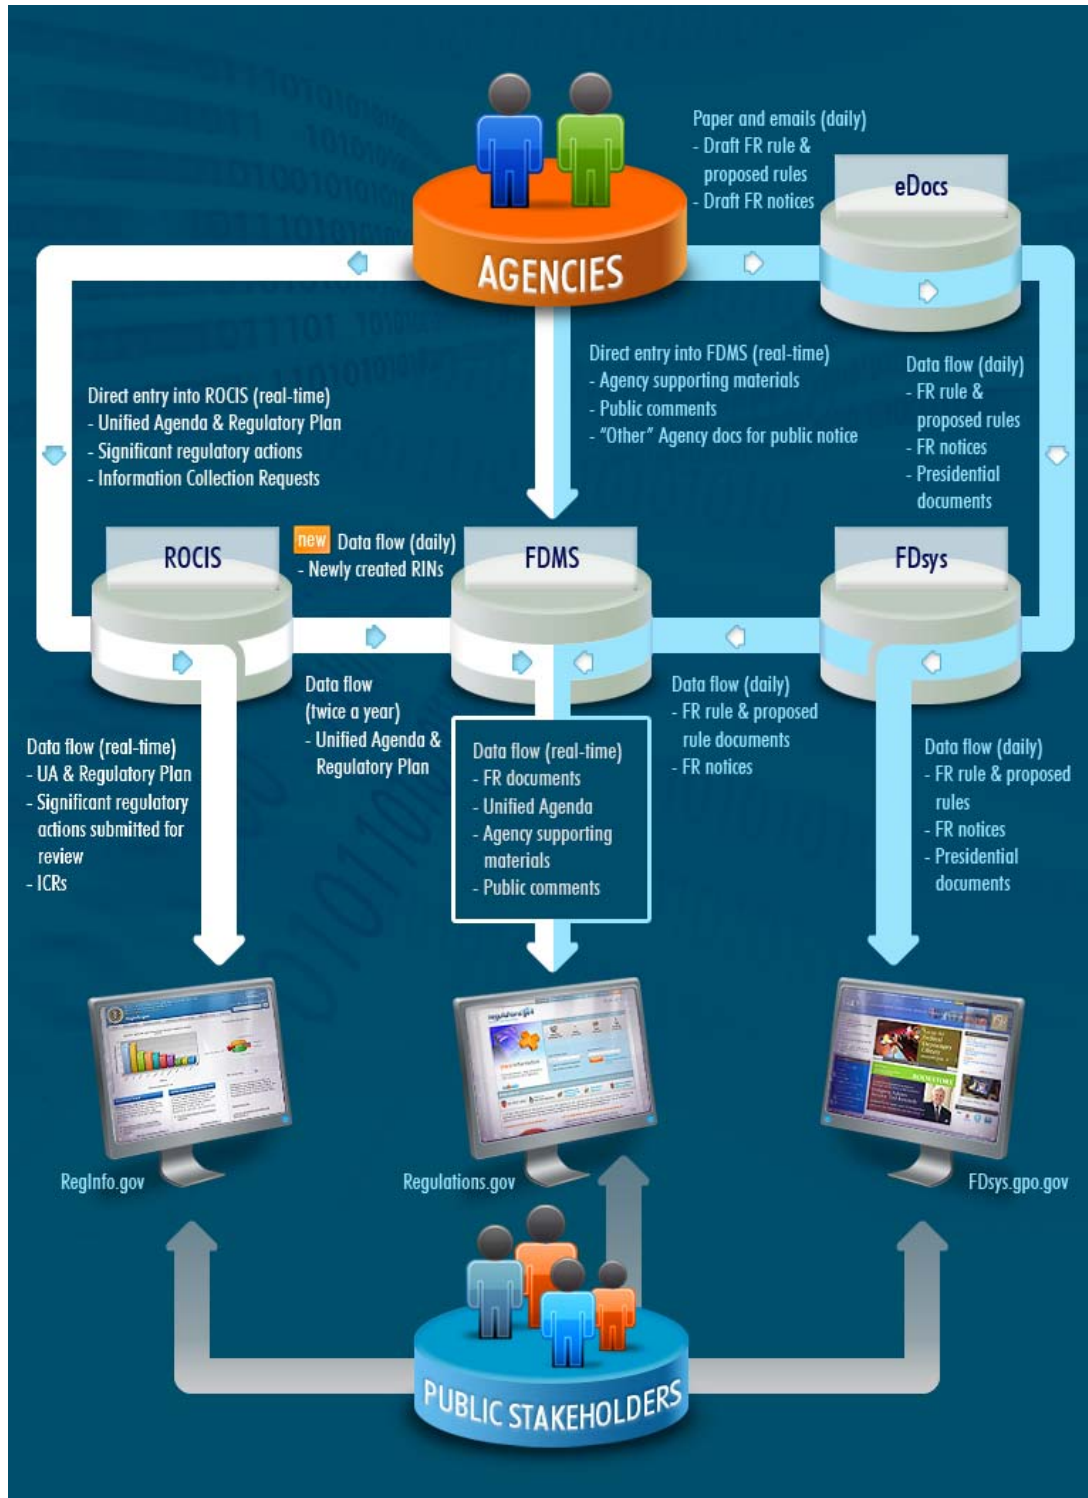 Paper and emails (daily)
- Draft FR rule &
proposed rules
- Draft FR notices
eDocs
AGENCIES
Direct entry into FDMS (real-time)
- Agency supporting materials
- Public comments
- "Other" Agency docs for public notice
Data flow (daily)
- FR rule &
proposed rules
- FR notices
- Presidential
documents
Direct entry into ROCIS (real-time)
- Unified Agenda & Regulatory Plan
- Significant regulatory actions
- Information Collection Requests
ROCIS
new Data flow (daily)
- Newly created RINs
FDMS
FDsys
Data flow
(twice a year)
- Unified Agenda &
Regulatory Plan
Data flow (daily)
- FR rule & proposed
rule documents
- FR notices
Data flow (real-time)
- UA & Regulatory Plan
- Significant regulatory
actions submitted for
review
- ICRs
Data flow (real-time)
- FR documents
- Unified Agenda
- Agency supporting
materials
- Public comments
Data flow (daily)
- FR rule & proposed
rules
- FR notices
- Presidential
documents
RegInfo.gov
Regulations.gov
FDsys.gpo.gov
PUBLIC STAKEHOLDERS